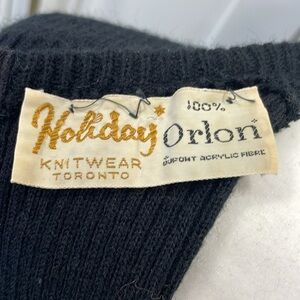 Holiday
KNITWEAR
TORONTO
100%
Orlon
DUPONT ACRYLIC FIBRE